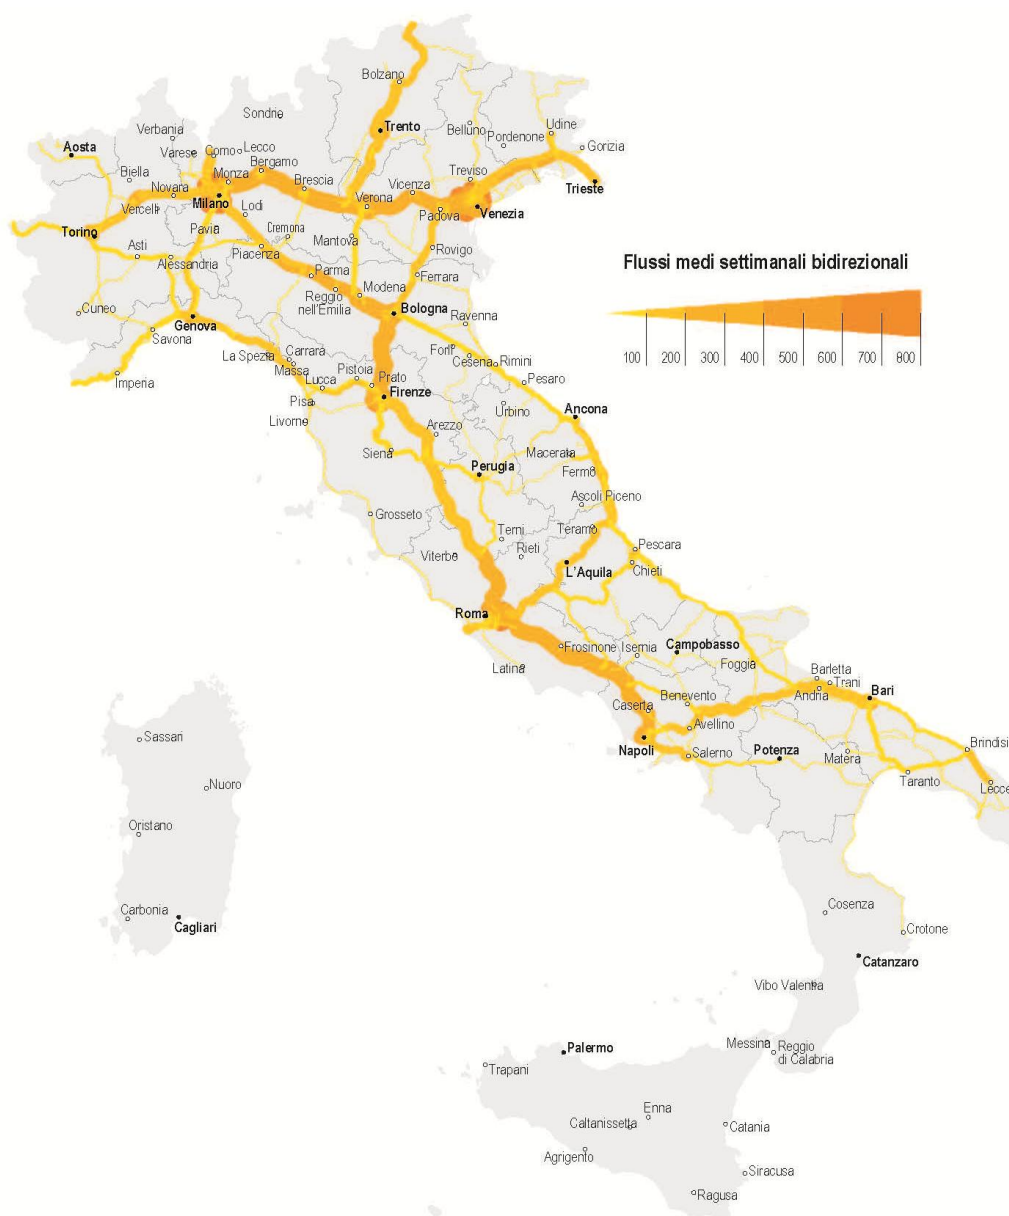 Bolzano
Sondrio
Trento
Belluno
Udine
Pordenone
Gorizia
Verbania
Aosta
Varese
Como
Lecco
Bergamo
Biella
Monza
Brescia
Vicenza
Treviso
Trieste
Novara
Milano
Verona
Padova
Venezia
Vercelli
Lodi
Torino
Pavia
Cremona
Mantova
Rovigo
Asti
Piacenza
Alessandria
Parma
Ferrara
Flussi medi settimanali bidirezionali
Modena
Reggio
nell'Emilia
Cuneo
Genova
Bologna
Ravenna
Savona
100 200 300 400 500 600 700 800
La Spezia
Carrara
Massa
Forlì
Cesena
Rimini
Imperia
Pistoia
Prato
Lucca
Pesaro
Firenze
Pisa
Urbino
Ancona
Livorno
Arezzo
Siena
Macerata
Perugia
Fermo
Ascoli Piceno
Grosseto
Teramo
Terni
Rieti
Viterbo
Pescara
L'Aquila
Chieti
Roma
Frosinone
Isernia
Campobasso
Latina
Foggia
Barletta
Trani
Andria
Bari
Benevento
Caserta
Avellino
Napoli
Salerno
Potenza
Matera
Brindisi
Taranto
Lecce
Sassari
Nuoro
Oristano
Carbonia
Cagliari
Cosenza
Crotone
Catanzaro
Vibo Valentia
Messina
Reggio
di Calabria
Palermo
Trapani
Enna
Caltanissetta
Catania
Agrigento
Siracusa
Ragusa